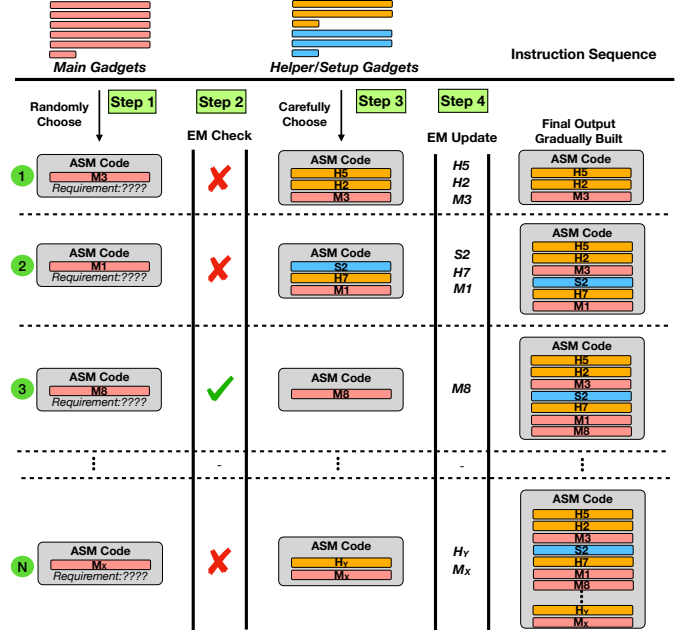 Main Gadgets
Helper/Setup Gadgets
Instruction Sequence
Randomly
Choose
Step 1
Step 2
EM Check
Carefully
Choose
Step 3
Step 4
EM Update
Final Output
Gradually Built
1
ASM Code
M3
Requirement:????
ASM Code
H5
H2
M3
H5
H2
M3
ASM Code
H5
H2
M3
2
ASM Code
M1
Requirement:????
ASM Code
S2
H7
M1
S2
H7
M1
ASM Code
H5
H2
M3
S2
H7
M1
3
ASM Code
M8
Requirement:????
ASM Code
M8
M8
ASM Code
H5
H2
M3
S2
H7
M1
M8
-
-
N
ASM Code
Mx
Requirement:????
ASM Code
HY
Mx
HY
MX
ASM Code
H5
H2
M3
S2
H7
M1
M8
HY
Mx